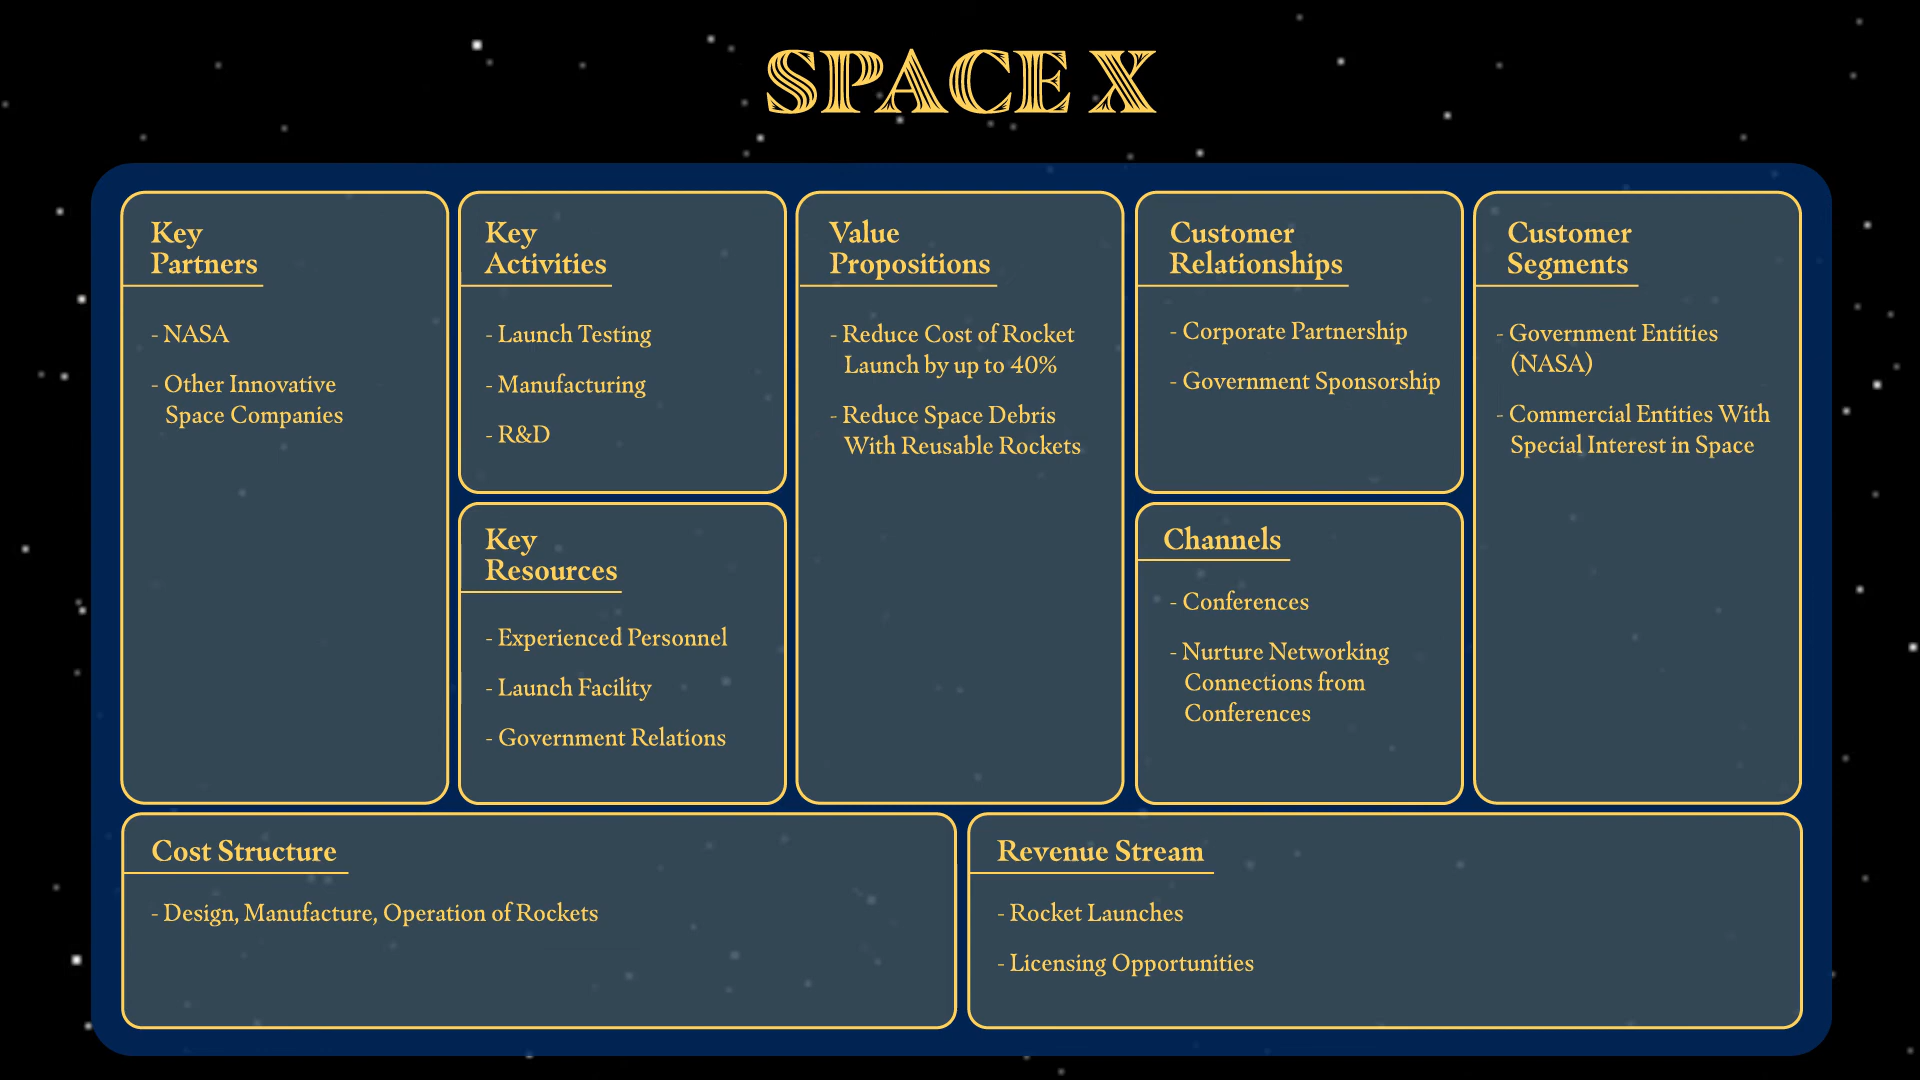 SPACE X
Key
Partners
- NASA
- Other Innovative
Space Companies
Key
Activities
- Launch Testing
- Manufacturing
- R&D
Key
Resources
- Experienced Personnel
- Launch Facility
- Government Relations
Value
Propositions
- Reduce Cost of Rocket
Launch by up to 40%
- Reduce Space Debris
With Reusable Rockets
Customer
Relationships
- Corporate Partnership
- Government Sponsorship
Channels
- Conferences
- Nurture Networking
Connections from
Conferences
Customer
Segments
- Government Entities
(NASA)
- Commercial Entities With
Special Interest in Space
Cost Structure
- Design, Manufacture, Operation of Rockets
Revenue Stream
- Rocket Launches
- Licensing Opportunities